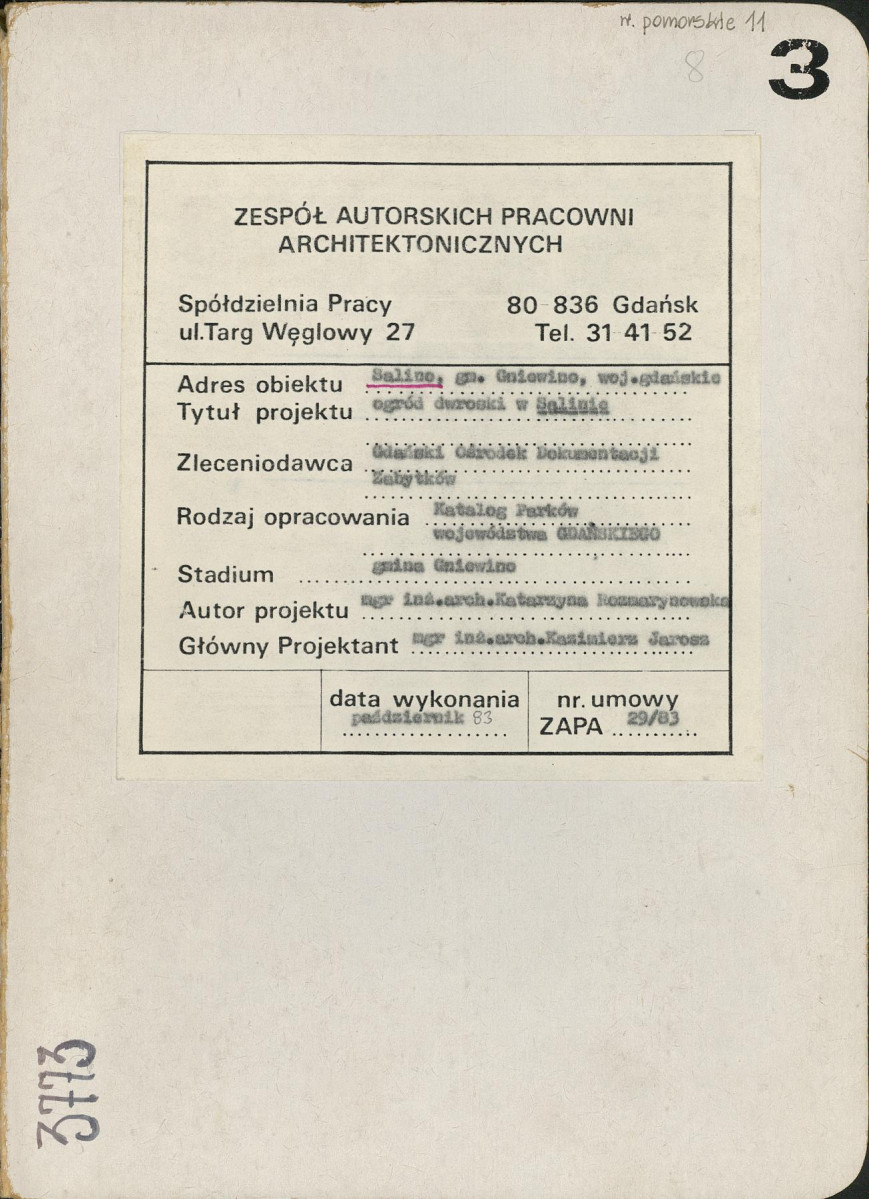 w. pomorskie 11
8
3
ZESPÓŁ AUTORSKICH PRACOWNI
ARCHITEKTONICZNYCH
Spółdzielnia Pracy 80-836 Gdańsk
ul.Targ Węglowy 27 Tel. 31-41-52
Adres obiektu Salino, gm. Gniewino, woj.gdańskie
Tytuł projektu ogród dwroski w Salinie
Zleceniodawca Gdański Ośrodek Dokumentacji
Zabytków
Rodzaj opracowania Katalog Parków
województwa GDAŃSKIEGO
Stadium gmina Gniewino
Autor projektu mgr inż.arch.Katarzyna Rozmarynowska
Główny Projektant mgr inż.arch.Kazimierz Jarosz
data wykonania nr. umowy
październik 83 ZAPA 29/83
3773